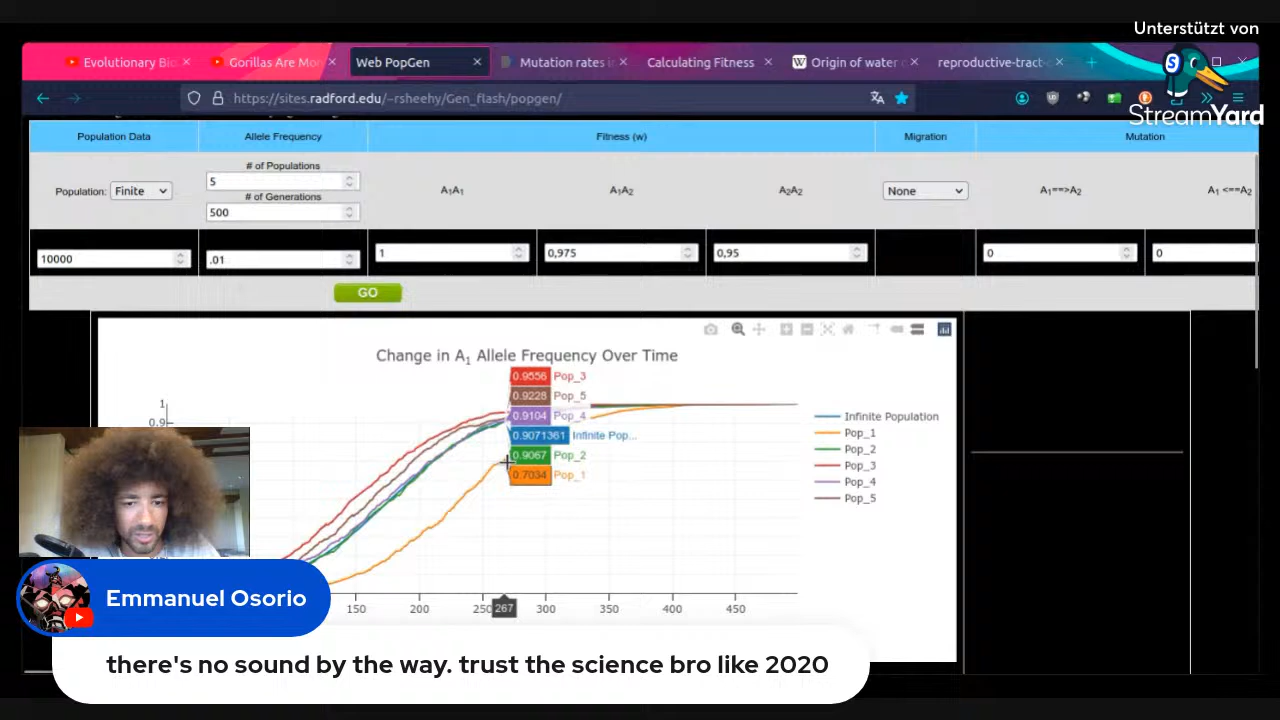 Unterstützt von
StreamYard
Evolutionary Bio
Gorillas Are Mo
Web PopGen
Mutation rates i
Calculating Fitness
Origin of water
reproductive-tract-
https://sites.radford.edu/~rsheehy/Gen_flash/popgen/
Population Data
Allele Frequency
Fitness (w)
Migration
Mutation
Population: Finite
# of Populations
5
# of Generations
500
A₁A₁
A₁A₂
A₂A₂
None
A₁==>A₂
A₁ <==A₂
10000
.01
1
0,975
0,95
0
0
GO
Change in A₁ Allele Frequency Over Time
1
0.9
0.9556 Pop_3
0.9228 Pop_5
0.9104 Pop_4
0.9071361 Infinite Pop...
0.9067 Pop_2
0.7034 Pop_1
Infinite Population
Pop_1
Pop_2
Pop_3
Pop_4
Pop_5
150
200
250
267
300
350
400
450
Emmanuel Osorio
there's no sound by the way. trust the science bro like 2020